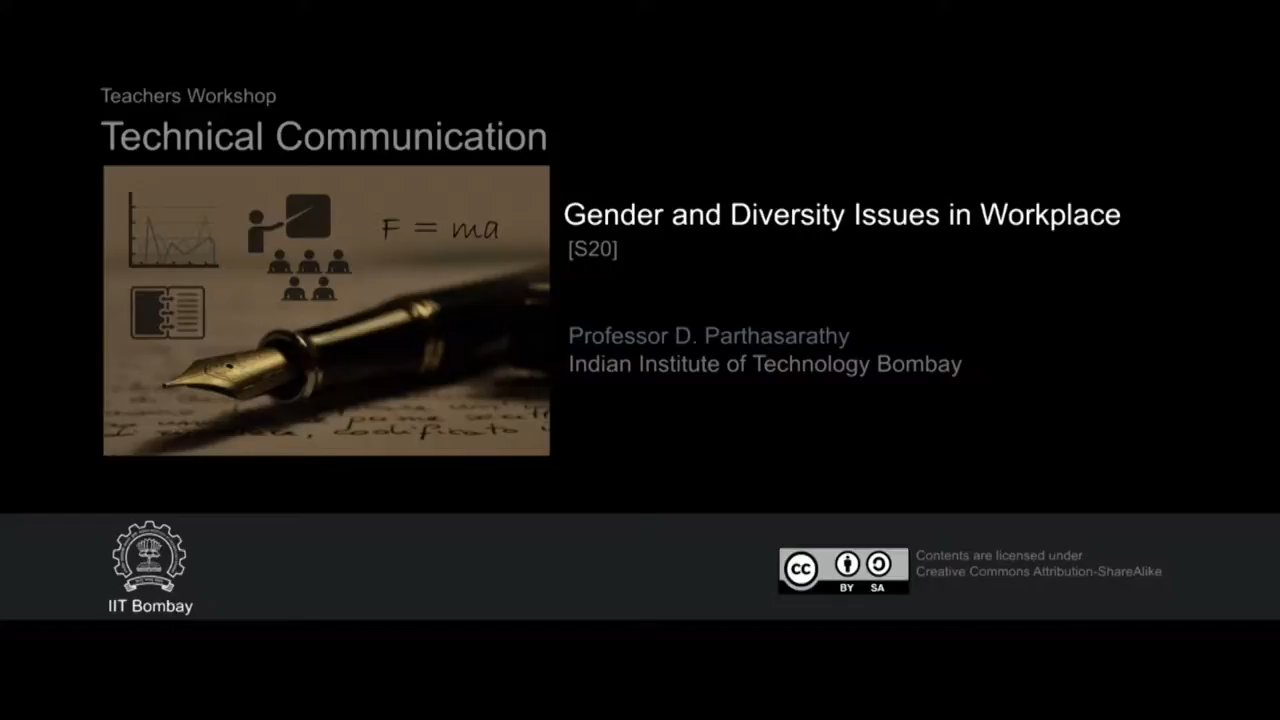 Teachers Workshop
Technical Communication
F = ma
Gender and Diversity Issues in Workplace
[S20]
Professor D. Parthasarathy
Indian Institute of Technology Bombay
IIT Bombay
cc
BY SA
Contents are licensed under
Creative Commons Attribution-ShareAlike